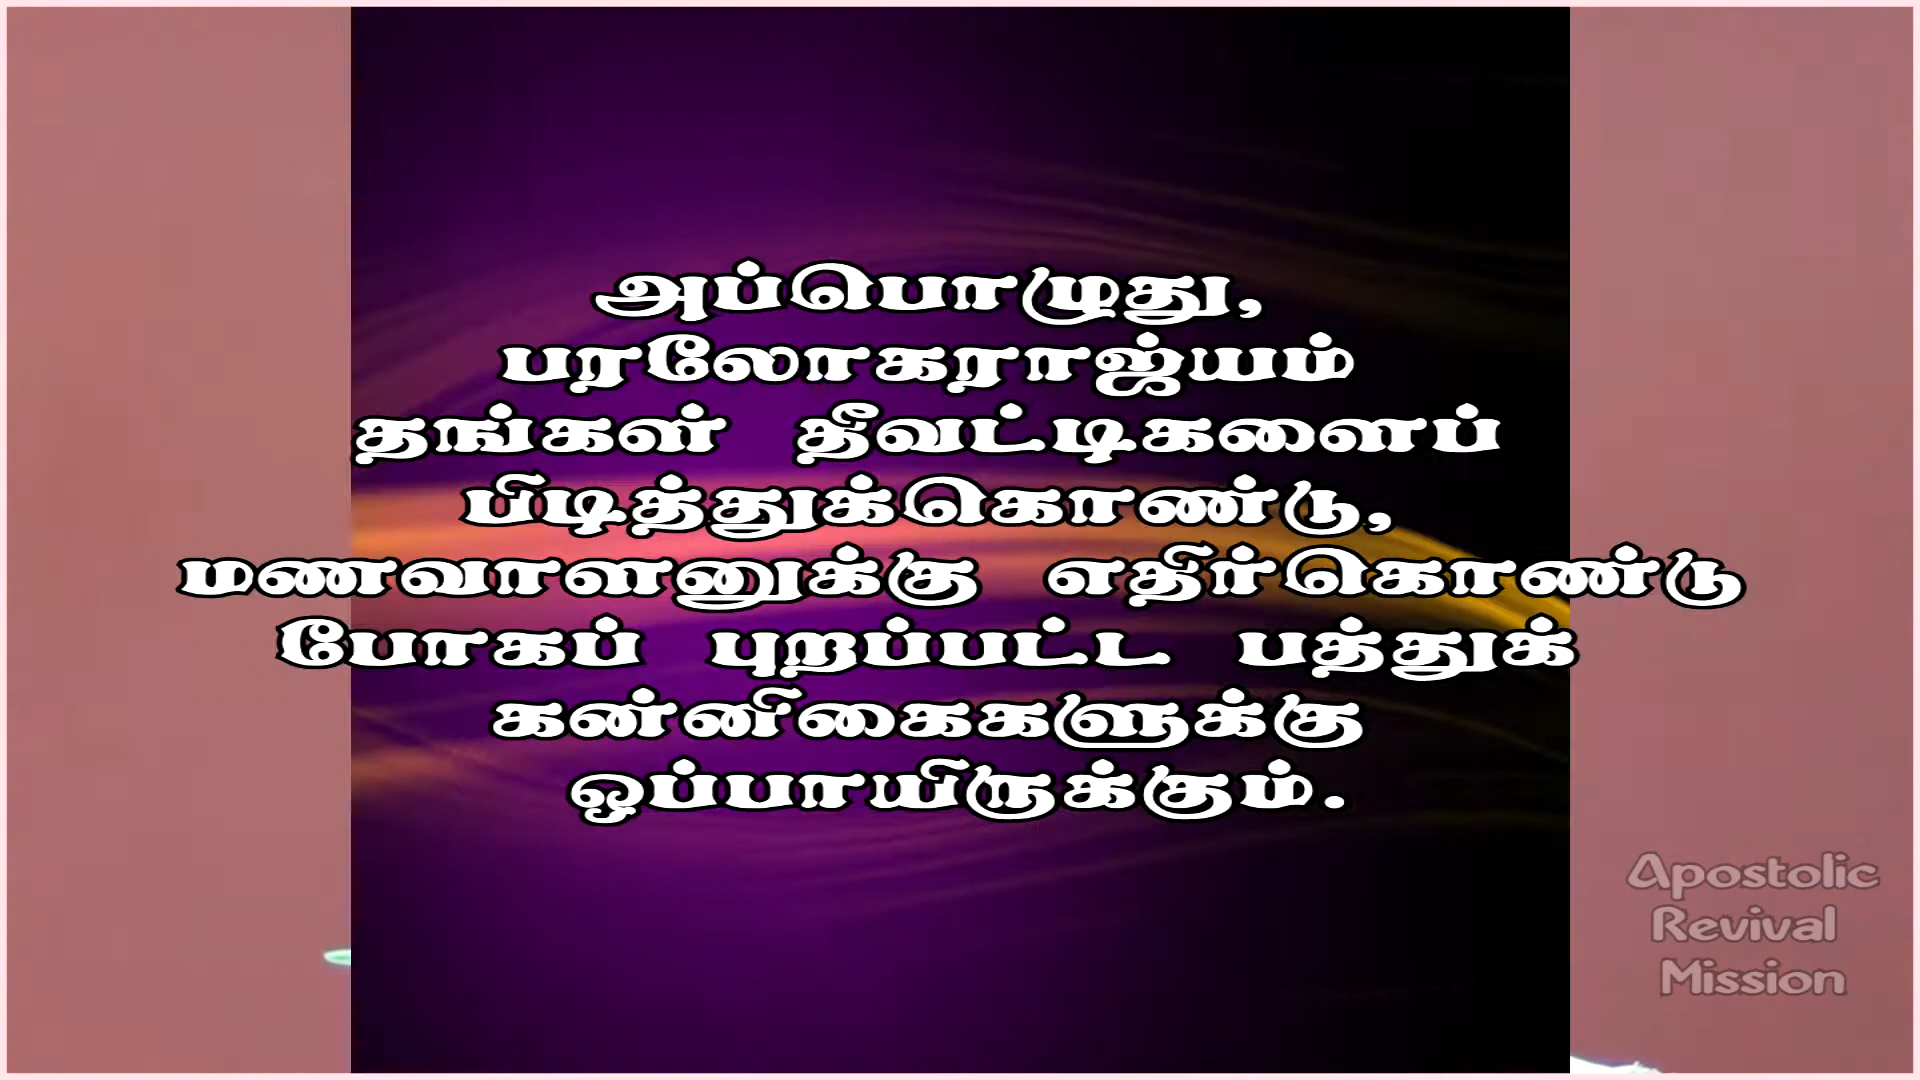 அப்பொழுது,
பரலோகராஜ்யம்
தங்கள் தீவட்டிகளைப்
பிடித்துக்கொண்டு,
மணவாளனுக்கு எதிர்கொண்டு
போகப் புறப்பட்ட பத்துக்
கன்னிகைகளுக்கு
ஒப்பாயிருக்கும்.
Apostolic
Revival
Mission